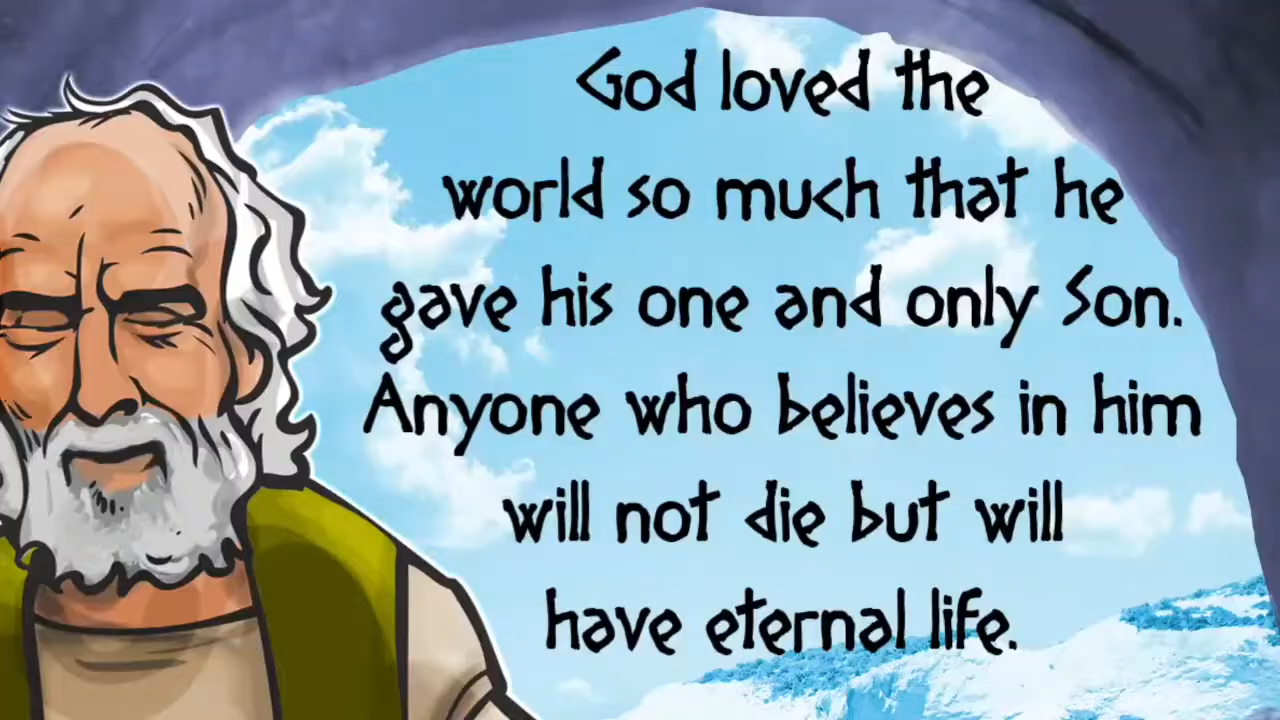 God loved the
world so much that he
gave his one and only Son.
Anyone who believes in him
will not die but will
have eternal life.